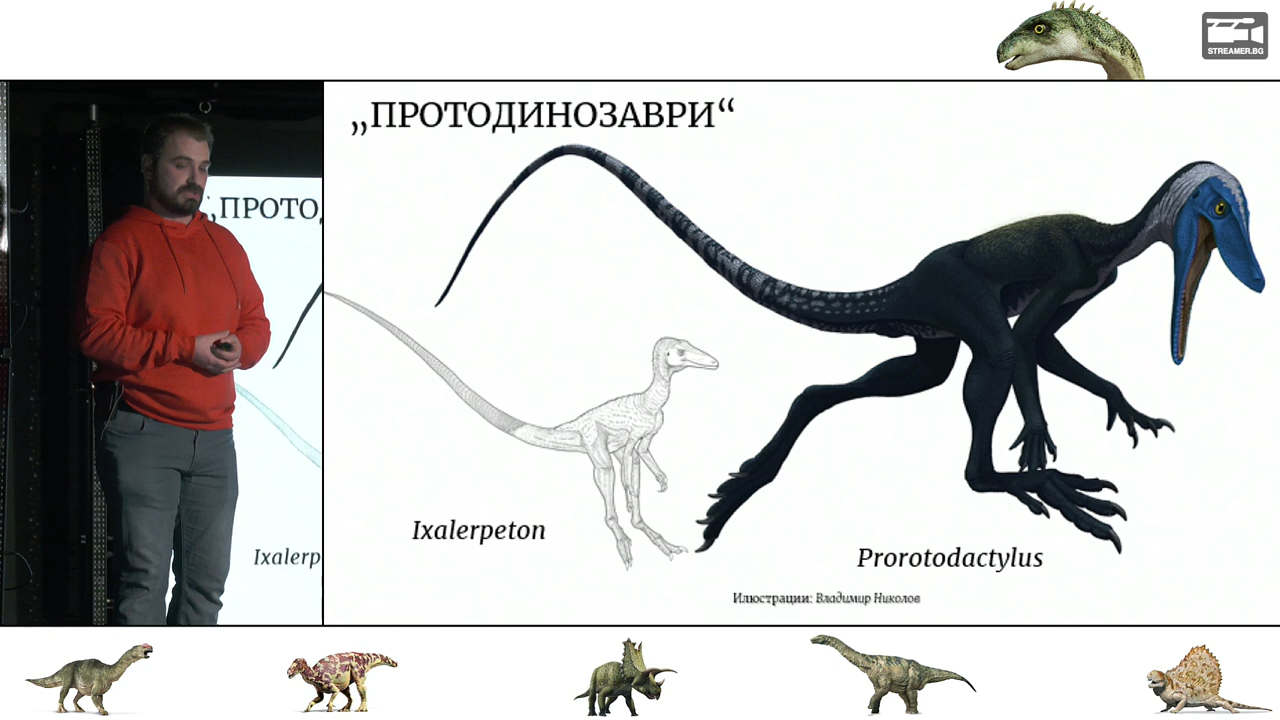 STREAMER.BG
„ПРОТОДИНОЗАВРИ“
„ПРОТО
Ixalerp
Ixalerpeton
Prorotodactylus
Илюстрации: Владимир Николов